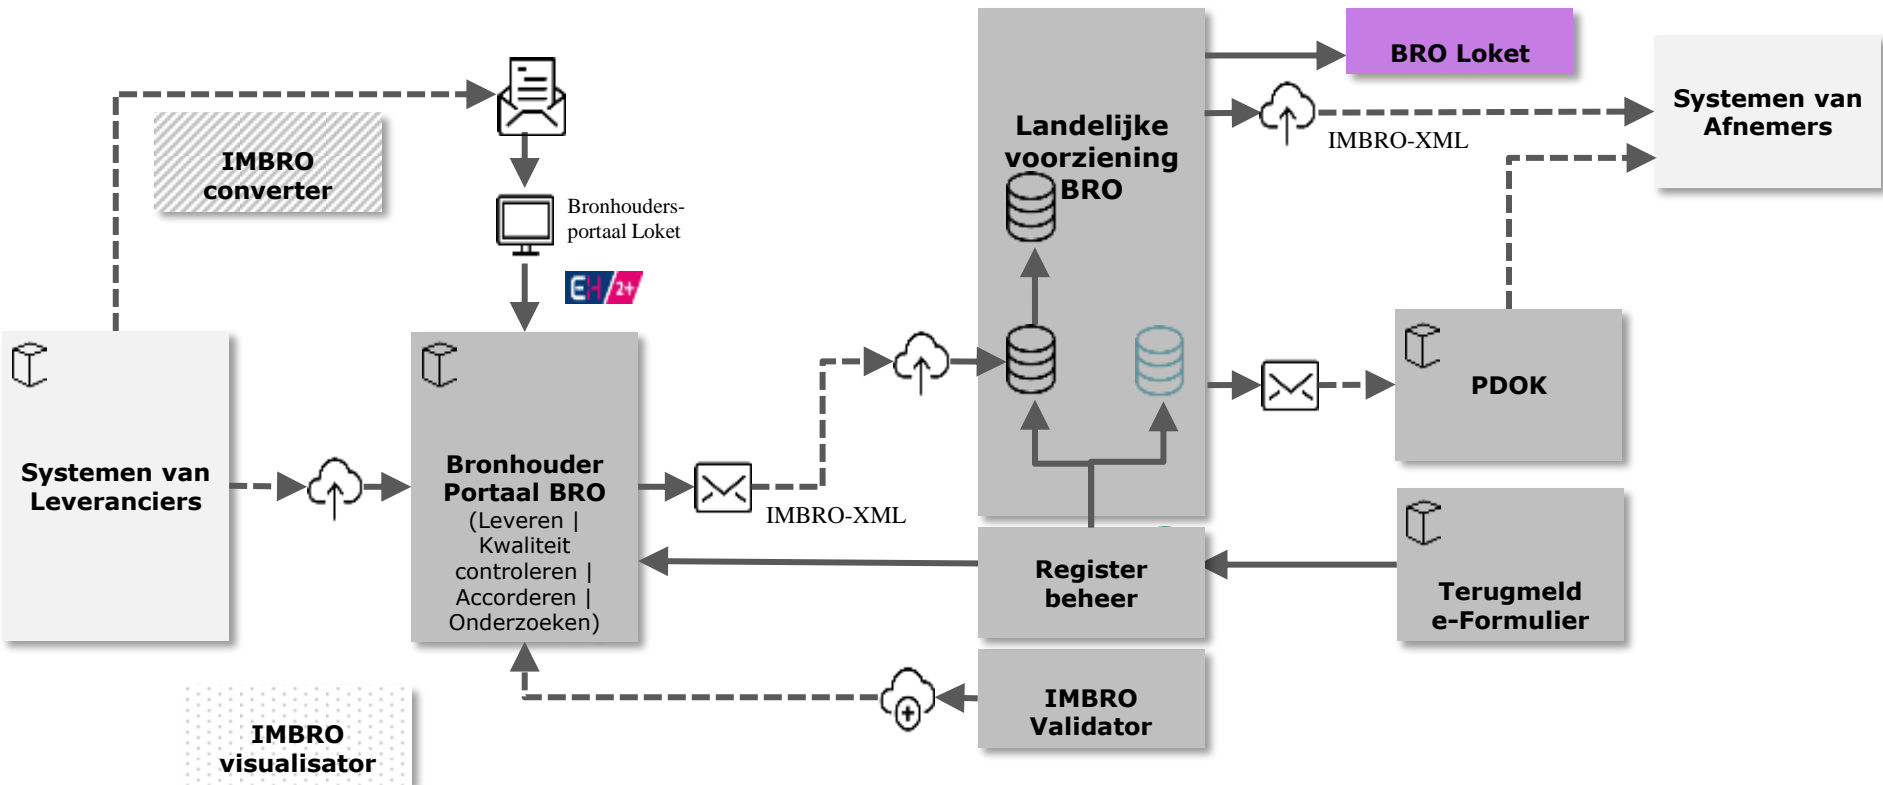 BRO Loket
Systemen van
Afnemers
Landelijke
voorziening
BRO
IMBRO-XML
IMBRO
converter
Bronhouders-
portaal Loket
EH 2+
PDOK
Systemen van
Leveranciers
Bronhouder
Portaal BRO
(Leveren |
Kwaliteit
controleren |
Accorderen |
Onderzoeken)
IMBRO-XML
Register
beheer
Terugmeld
e-Formulier
IMBRO
Validator
IMBRO
visualisator